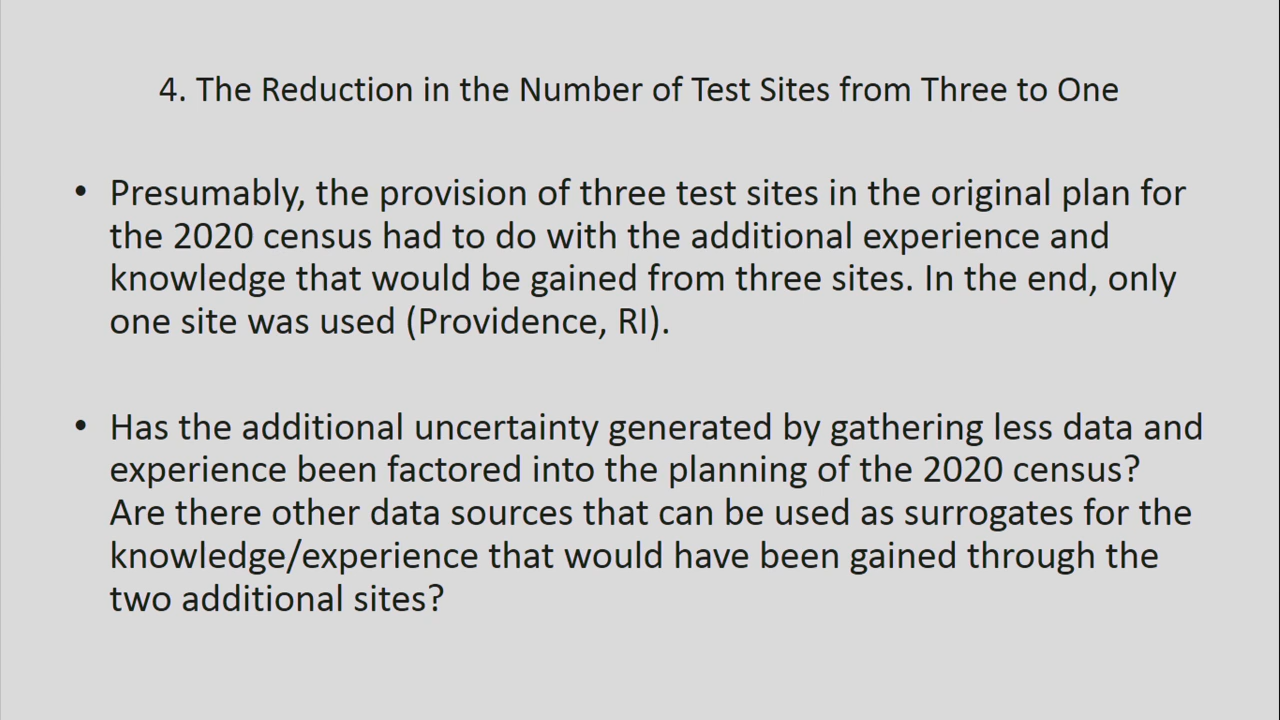 4. The Reduction in the Number of Test Sites from Three to One
• Presumably, the provision of three test sites in the original plan for
the 2020 census had to do with the additional experience and
knowledge that would be gained from three sites. In the end, only
one site was used (Providence, RI).
• Has the additional uncertainty generated by gathering less data and
experience been factored into the planning of the 2020 census?
Are there other data sources that can be used as surrogates for the
knowledge/experience that would have been gained through the
two additional sites?